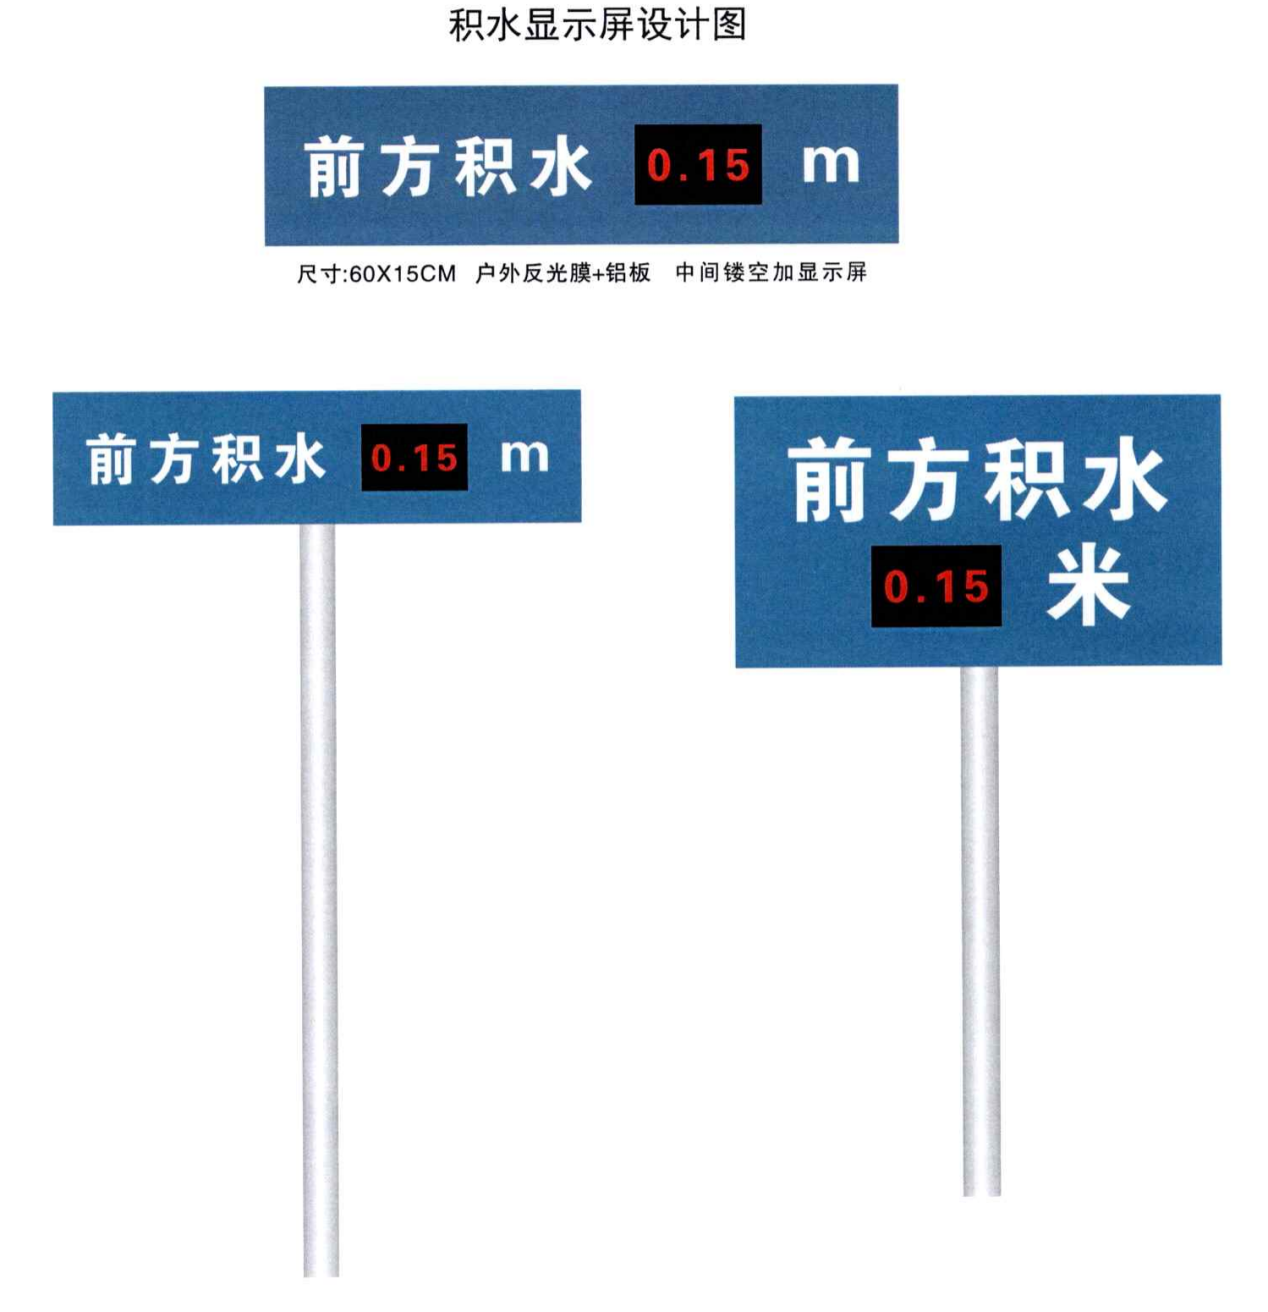 积水显示屏设计图
前方积水 0.15 m
尺寸:60X15CM 户外反光膜+铝板 中间镂空加显示屏
前方积水 0.15 m
前方积水
0.15 米